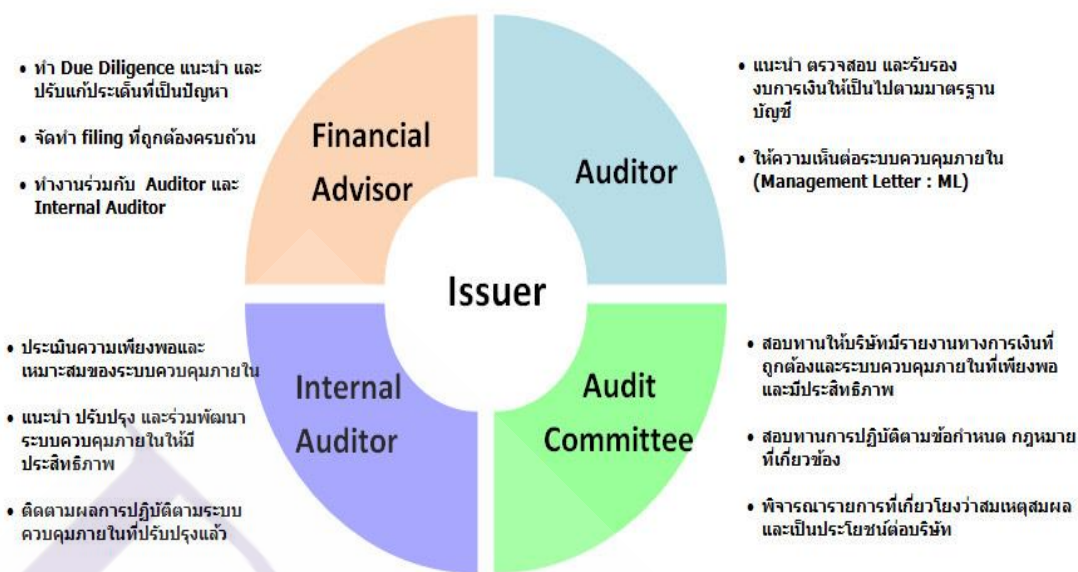 • ทำ Due Diligence แนะนำ และ
ปรับแก้ประเด็นที่เป็นปัญหา
• จัดทำ filing ที่ถูกต้องครบถ้วน
• ทำงานร่วมกับ Auditor และ
Internal Auditor
Financial
Advisor
Auditor
• แนะนำ ตรวจสอบ และรับรอง
งบการเงินให้เป็นไปตามมาตรฐาน
บัญชี
• ให้ความเห็นต่อระบบควบคุมภายใน
(Management Letter : ML)
Issuer
• ประเมินความเพียงพอและ
เหมาะสมของระบบควบคุมภายใน
• แนะนำ ปรับปรุง และร่วมพัฒนา
ระบบควบคุมภายในให้มี
ประสิทธิภาพ
• ติดตามผลการปฏิบัติตามระบบ
ควบคุมภายในที่ปรับปรุงแล้ว
Internal
Auditor
Audit
Committee
• สอบทานให้บริษัทมีรายงานทางการเงินที่
ถูกต้องและระบบควบคุมภายในที่เพียงพอ
และมีประสิทธิภาพ
• สอบทานการปฏิบัติตามข้อกำหนด กฎหมาย
ที่เกี่ยวข้อง
• พิจารณารายการที่เกี่ยวโยงว่าสมเหตุสมผล
และเป็นประโยชน์ต่อบริษัท